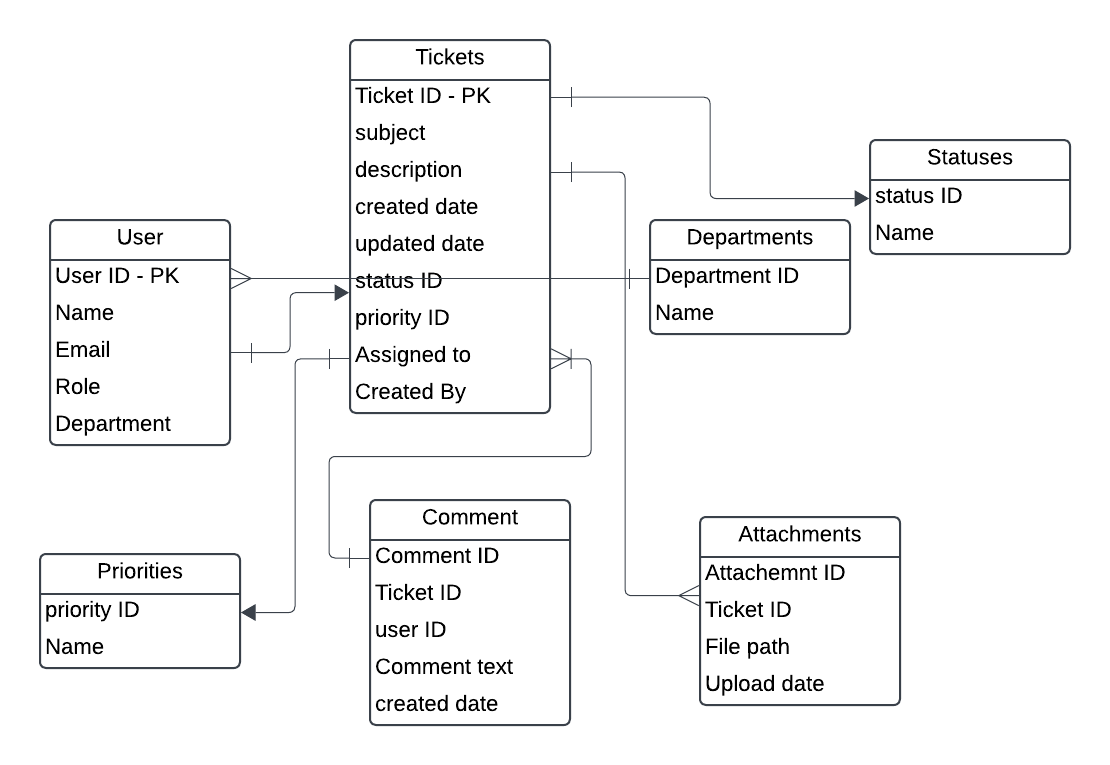 Tickets
Ticket ID - PK
subject
description
created date
updated date
status ID
priority ID
Assigned to
Created By
Statuses
status ID
Name
User
User ID - PK
Name
Email
Role
Department
Departments
Department ID
Name
Priorities
priority ID
Name
Comment
Comment ID
Ticket ID
user ID
Comment text
created date
Attachments
Attachemnt ID
Ticket ID
File path
Upload date